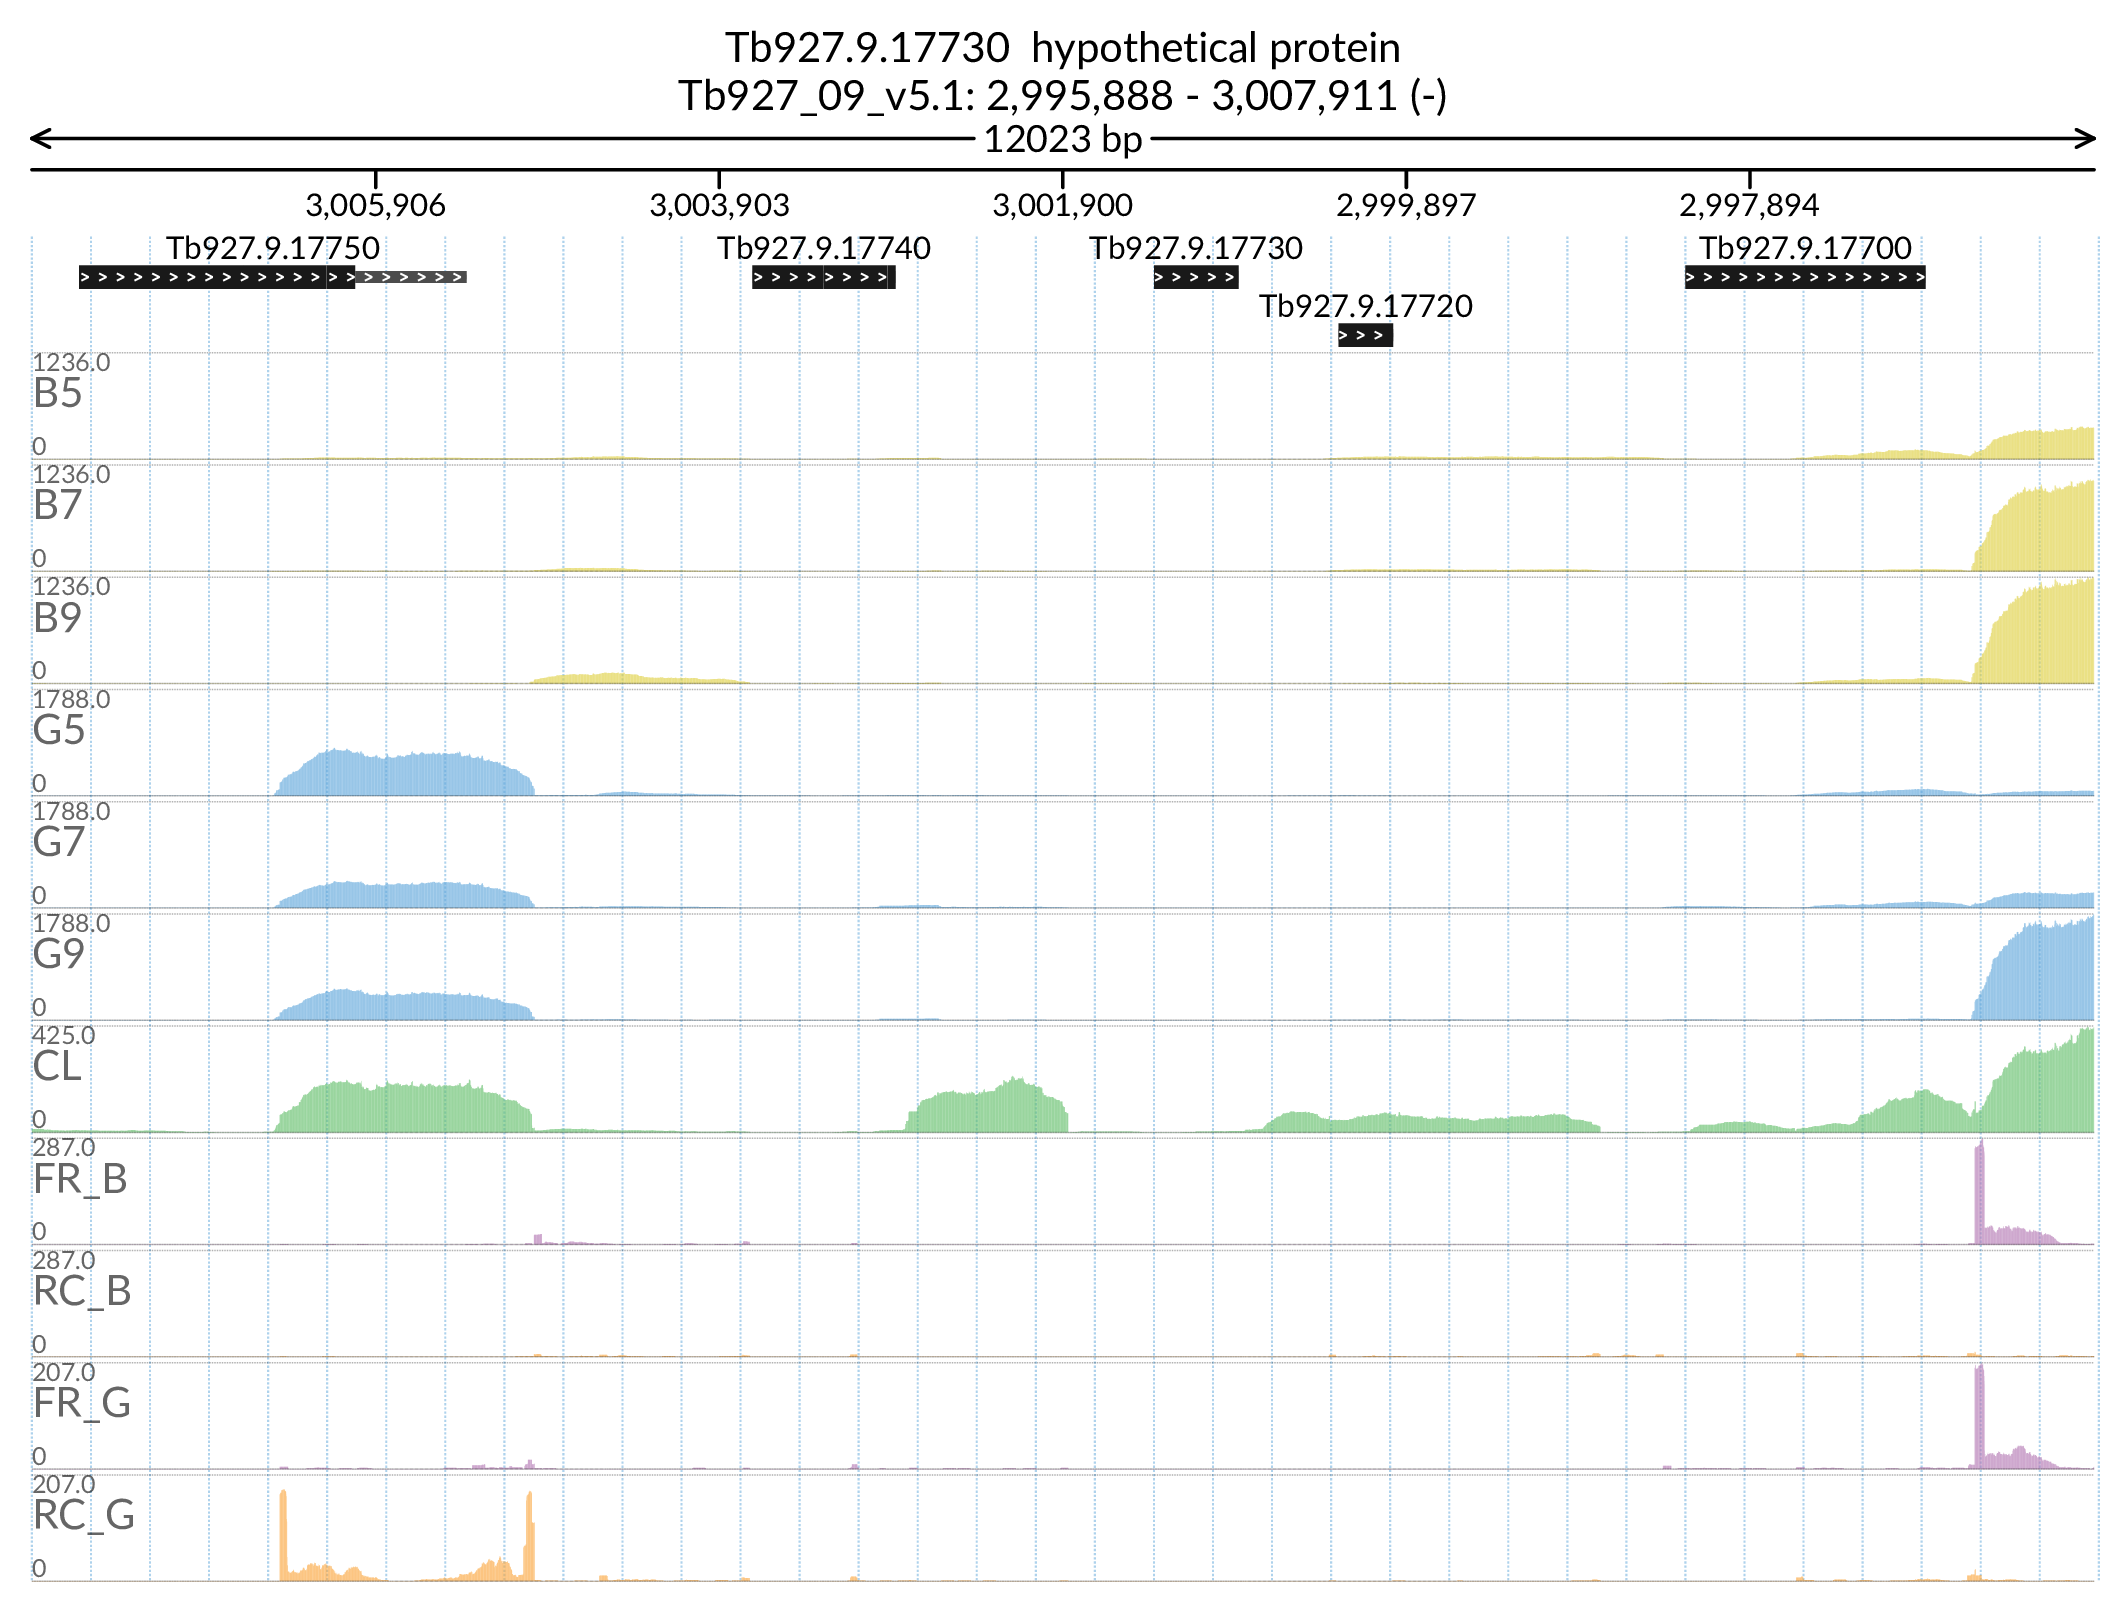 Tb927.9.17730  hypothetical protein
Tb927_09_v5.1: 2,995,888 - 3,007,911 (-)
12023 bp
3,005,906 3,003,903 3,001,900 2,999,897 2,997,894
Tb927.9.17750 Tb927.9.17740 Tb927.9.17730 Tb927.9.17700
Tb927.9.17720
1236.0
B5
0
1236.0
B7
0
1236.0
B9
0
1788.0
G5
0
1788.0
G7
0
1788.0
G9
0
425.0
CL
0
287.0
FR_B
0
287.0
RC_B
0
207.0
FR_G
0
207.0
RC_G
0